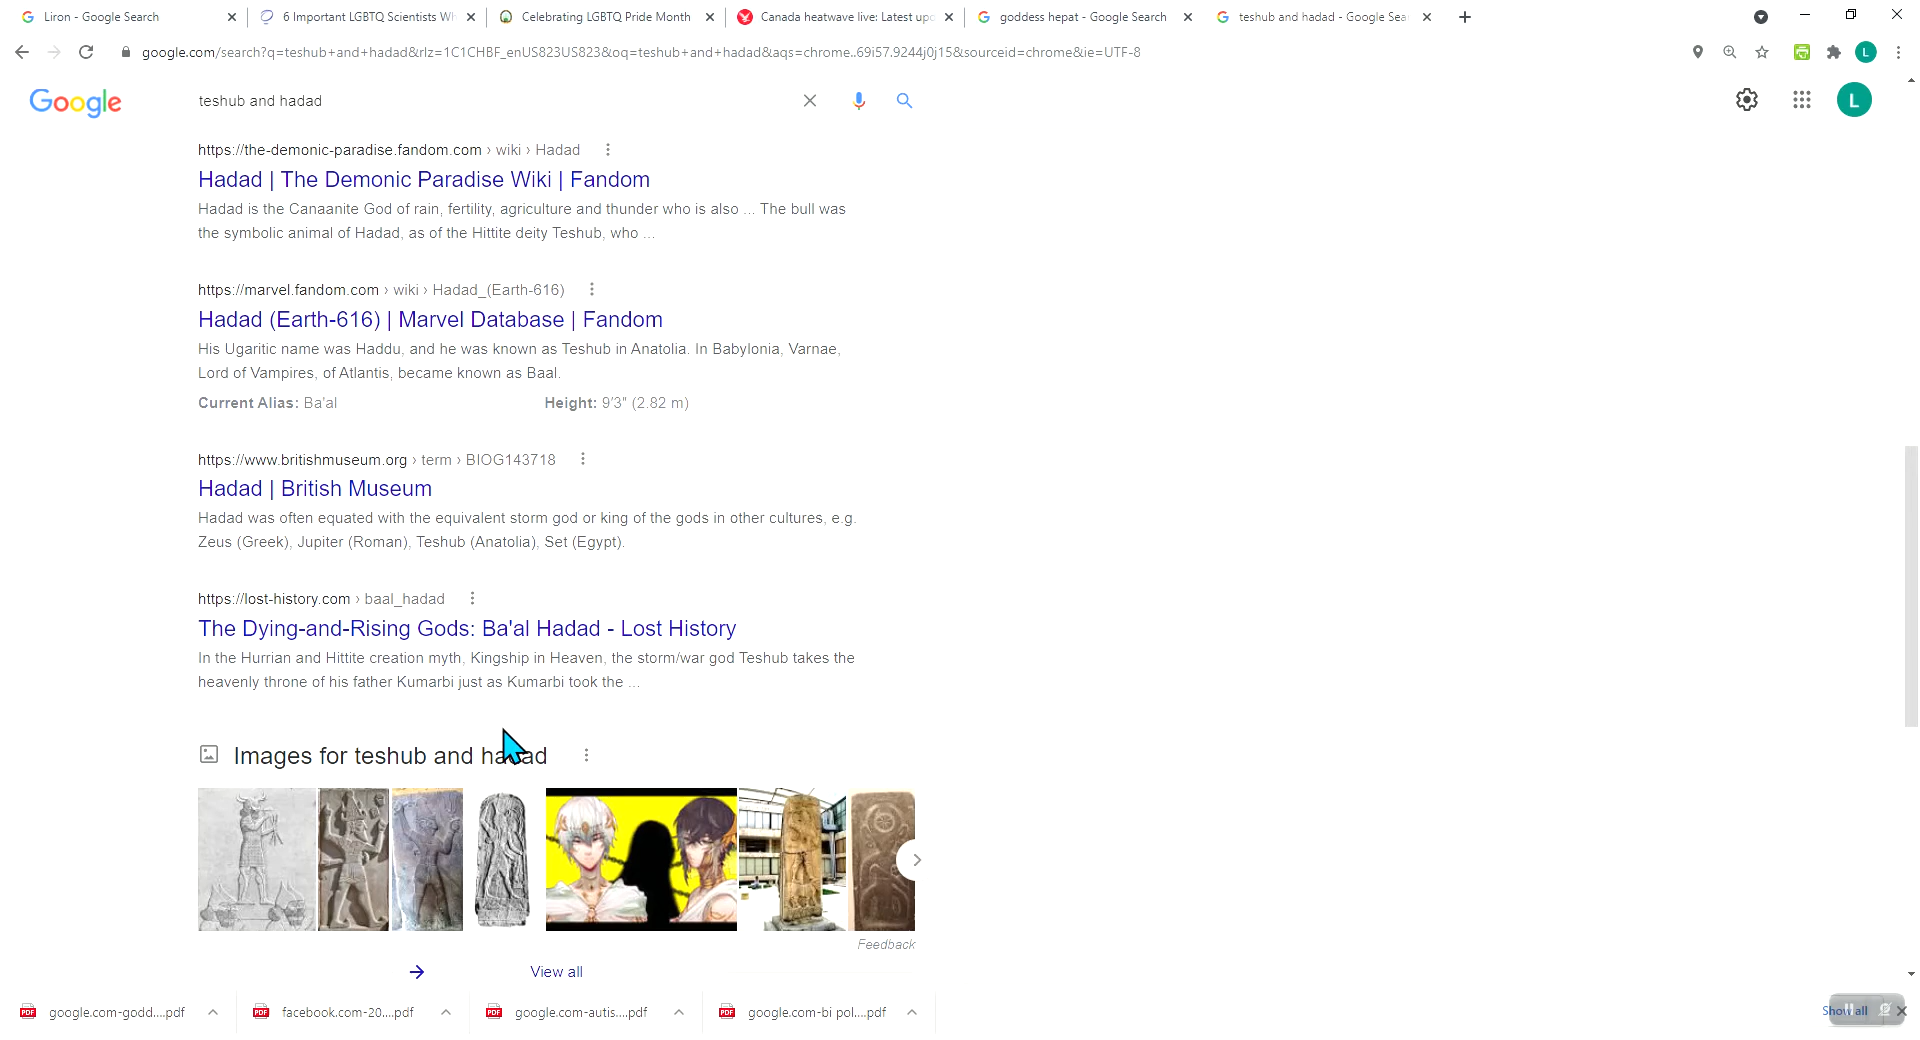 Liron - Google Search
6 Important LGBTQ Scientists Wh
Celebrating LGBTQ Pride Month
Canada heatwave live: Latest upd
goddess hepat - Google Search
teshub and hadad - Google Sea
google.com/search?q=teshub+and+hadad&rlz=1C1CHBF_enUS823US823&oq=teshub+and+hadad&aqs=chrome..69i57.9244j0j15&sourceid=chrome&ie=UTF-8
L
Google
teshub and hadad
L
https://the-demonic-paradise.fandom.com › wiki › Hadad
Hadad | The Demonic Paradise Wiki | Fandom
Hadad is the Canaanite God of rain, fertility, agriculture and thunder who is also ... The bull was
the symbolic animal of Hadad, as of the Hittite deity Teshub, who ...
https://marvel.fandom.com › wiki › Hadad_(Earth-616)
Hadad (Earth-616) | Marvel Database | Fandom
His Ugaritic name was Haddu, and he was known as Teshub in Anatolia. In Babylonia, Varnae,
Lord of Vampires, of Atlantis, became known as Baal.
Current Alias: Ba'al Height: 9'3" (2.82 m)
https://www.britishmuseum.org › term › BIOG143718
Hadad | British Museum
Hadad was often equated with the equivalent storm god or king of the gods in other cultures, e.g.
Zeus (Greek), Jupiter (Roman), Teshub (Anatolia), Set (Egypt).
https://lost-history.com › baal_hadad
The Dying-and-Rising Gods: Ba'al Hadad - Lost History
In the Hurrian and Hittite creation myth, Kingship in Heaven, the storm/war god Teshub takes the
heavenly throne of his father Kumarbi just as Kumarbi took the ...
Images for teshub and hadad
Feedback
View all
PDF google.com-godd....pdf
PDF facebook.com-20....pdf
PDF google.com-autis....pdf
PDF google.com-bi pol....pdf
Show all